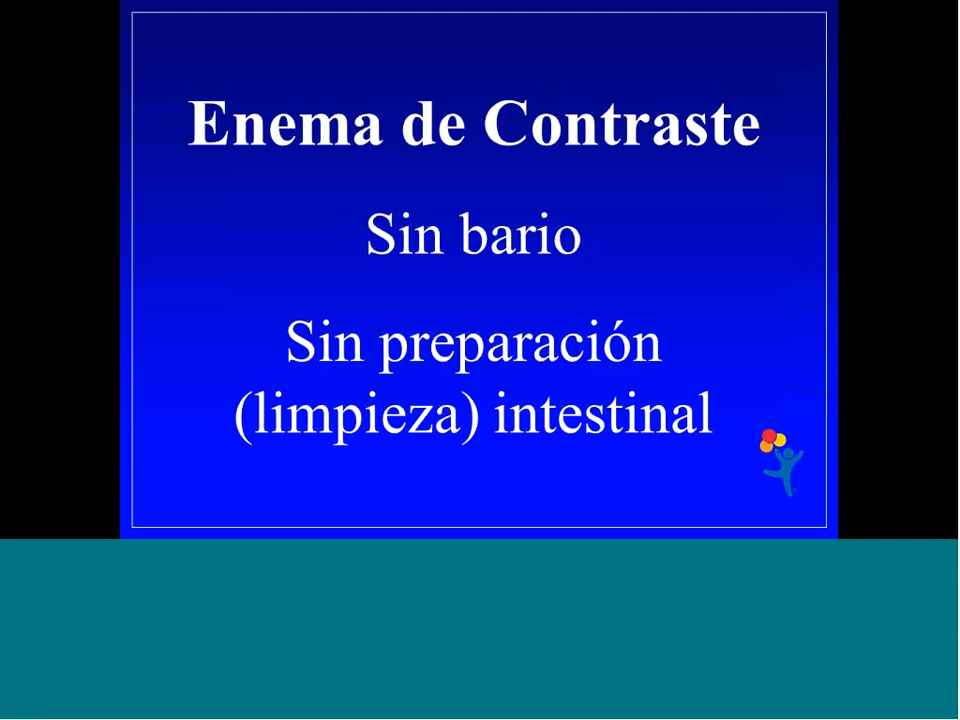 Enema de Contraste
Sin bario
Sin preparación
(limpieza) intestinal